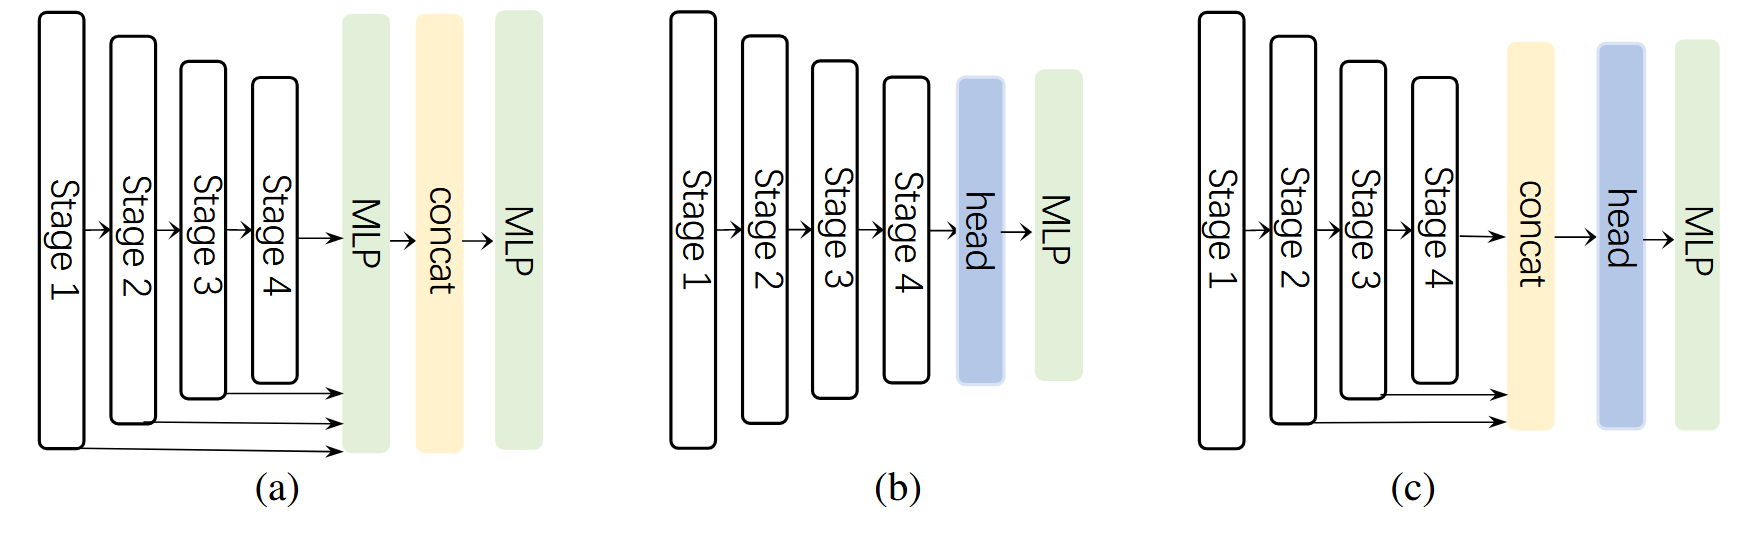 Stage 1
Stage 2
Stage 3
Stage 4
MLP
concat
MLP
(a)
Stage 1
Stage 2
Stage 3
Stage 4
head
MLP
(b)
Stage 1
Stage 2
Stage 3
Stage 4
concat
head
MLP
(c)